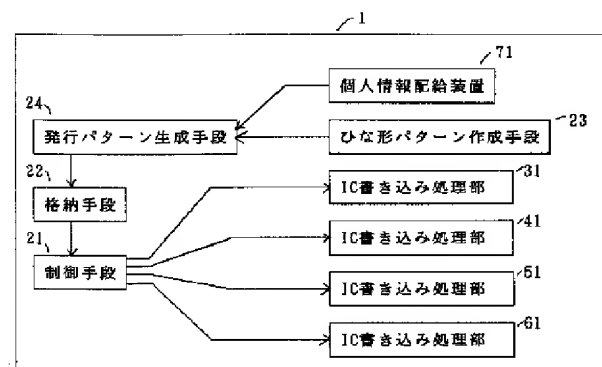 1
71
個人情報配給装置
24
発行パターン生成手段
ひな形パターン作成手段
23
22
格納手段
31
IC書き込み処理部
21
制御手段
41
IC書き込み処理部
51
IC書き込み処理部
61
IC書き込み処理部